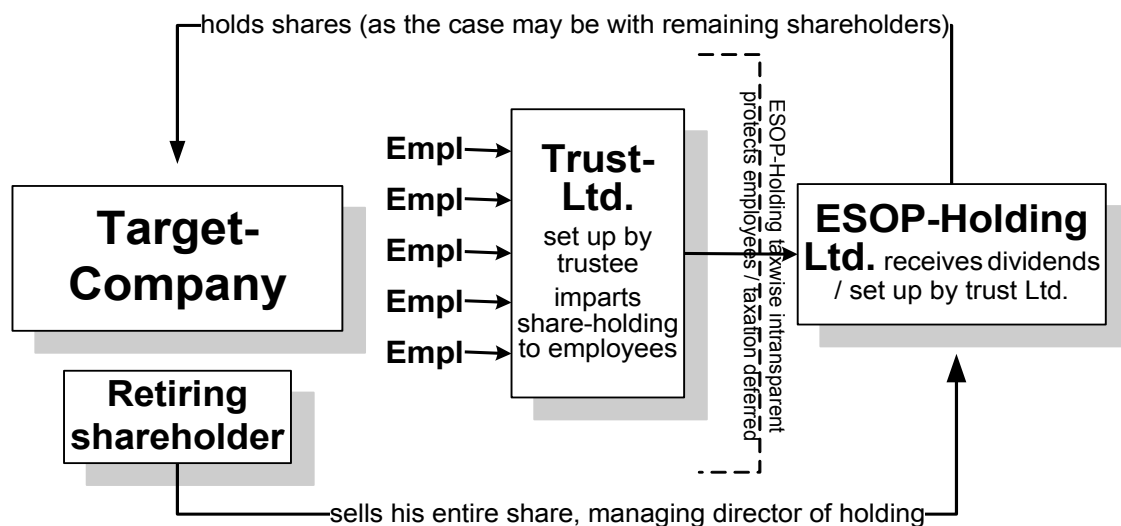 holds shares (as the case may be with remaining shareholders)
Target-
Company
Retiring
shareholder
Empl
Empl
Empl
Empl
Empl
Trust-
Ltd.
set up by
trustee
imparts
share-holding
to employees
ESOP-Holding taxwise intransparent
protects employees / taxation deferred
ESOP-Holding
Ltd. receives dividends
/ set up by trust Ltd.
sells his entire share, managing director of holding